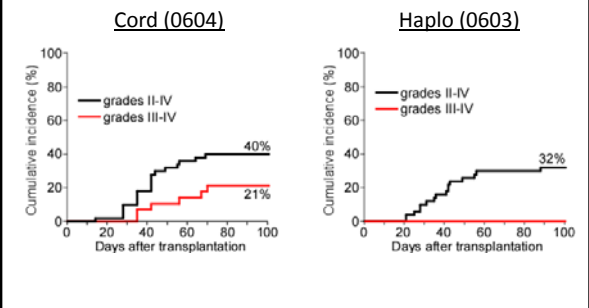 Cord (0604)
Cumulative incidence (%)
100
80
60
40
20
0
grades II-IV
grades III-IV
40%
21%
0 20 40 60 80 100
Days after transplantation
Haplo (0603)
Cumulative incidence (%)
100
80
60
40
20
0
grades II-IV
grades III-IV
32%
0 20 40 60 80 100
Days after transplantation